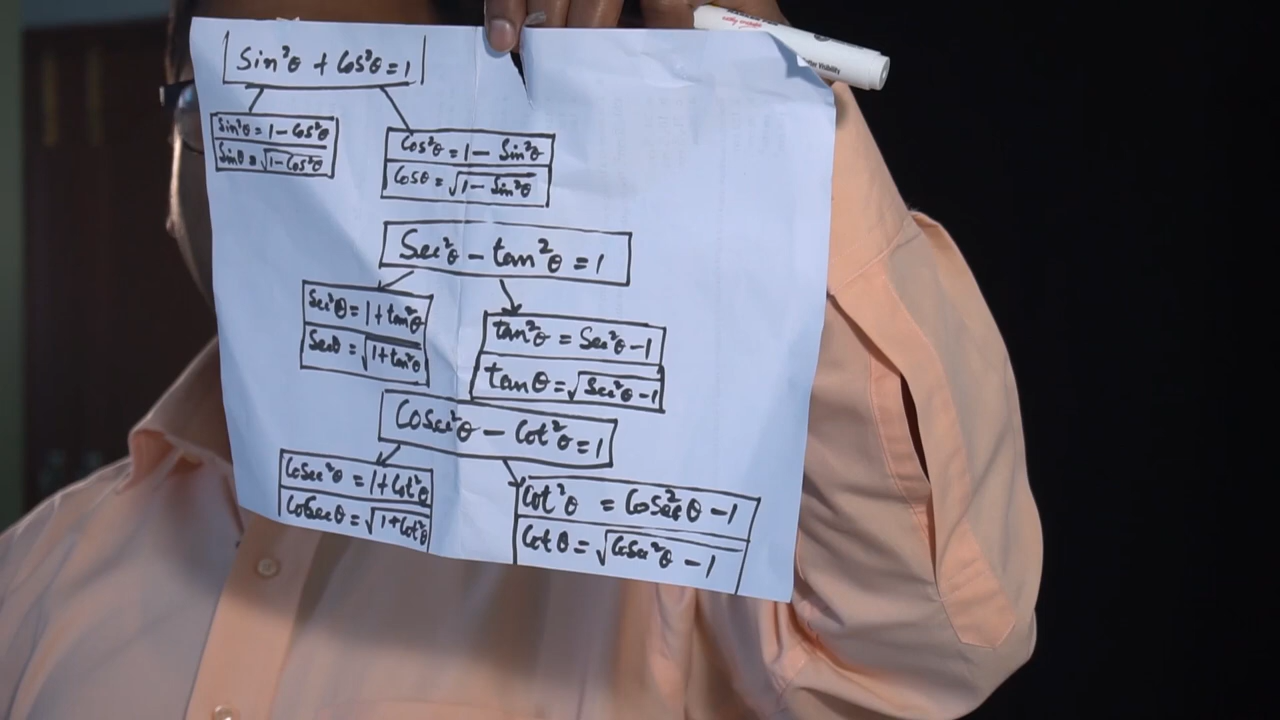 Sin²θ + Cos²θ = 1
Sin²θ = 1 - Cos²θ
Sinθ = √1 - Cos²θ
Cos²θ = 1 - Sin²θ
Cosθ = √1 - Sin²θ
Sec²θ - tan²θ = 1
Sec²θ = 1 + tan²θ
Secθ = √1 + tan²θ
tan²θ = Sec²θ - 1
tanθ = √Sec²θ - 1
Cosec²θ - Cot²θ = 1
Cosec²θ = 1 + Cot²θ
Cosecθ = √1 + Cot²θ
Cot²θ = Cosec²θ - 1
Cotθ = √Cosec²θ - 1
Visibility